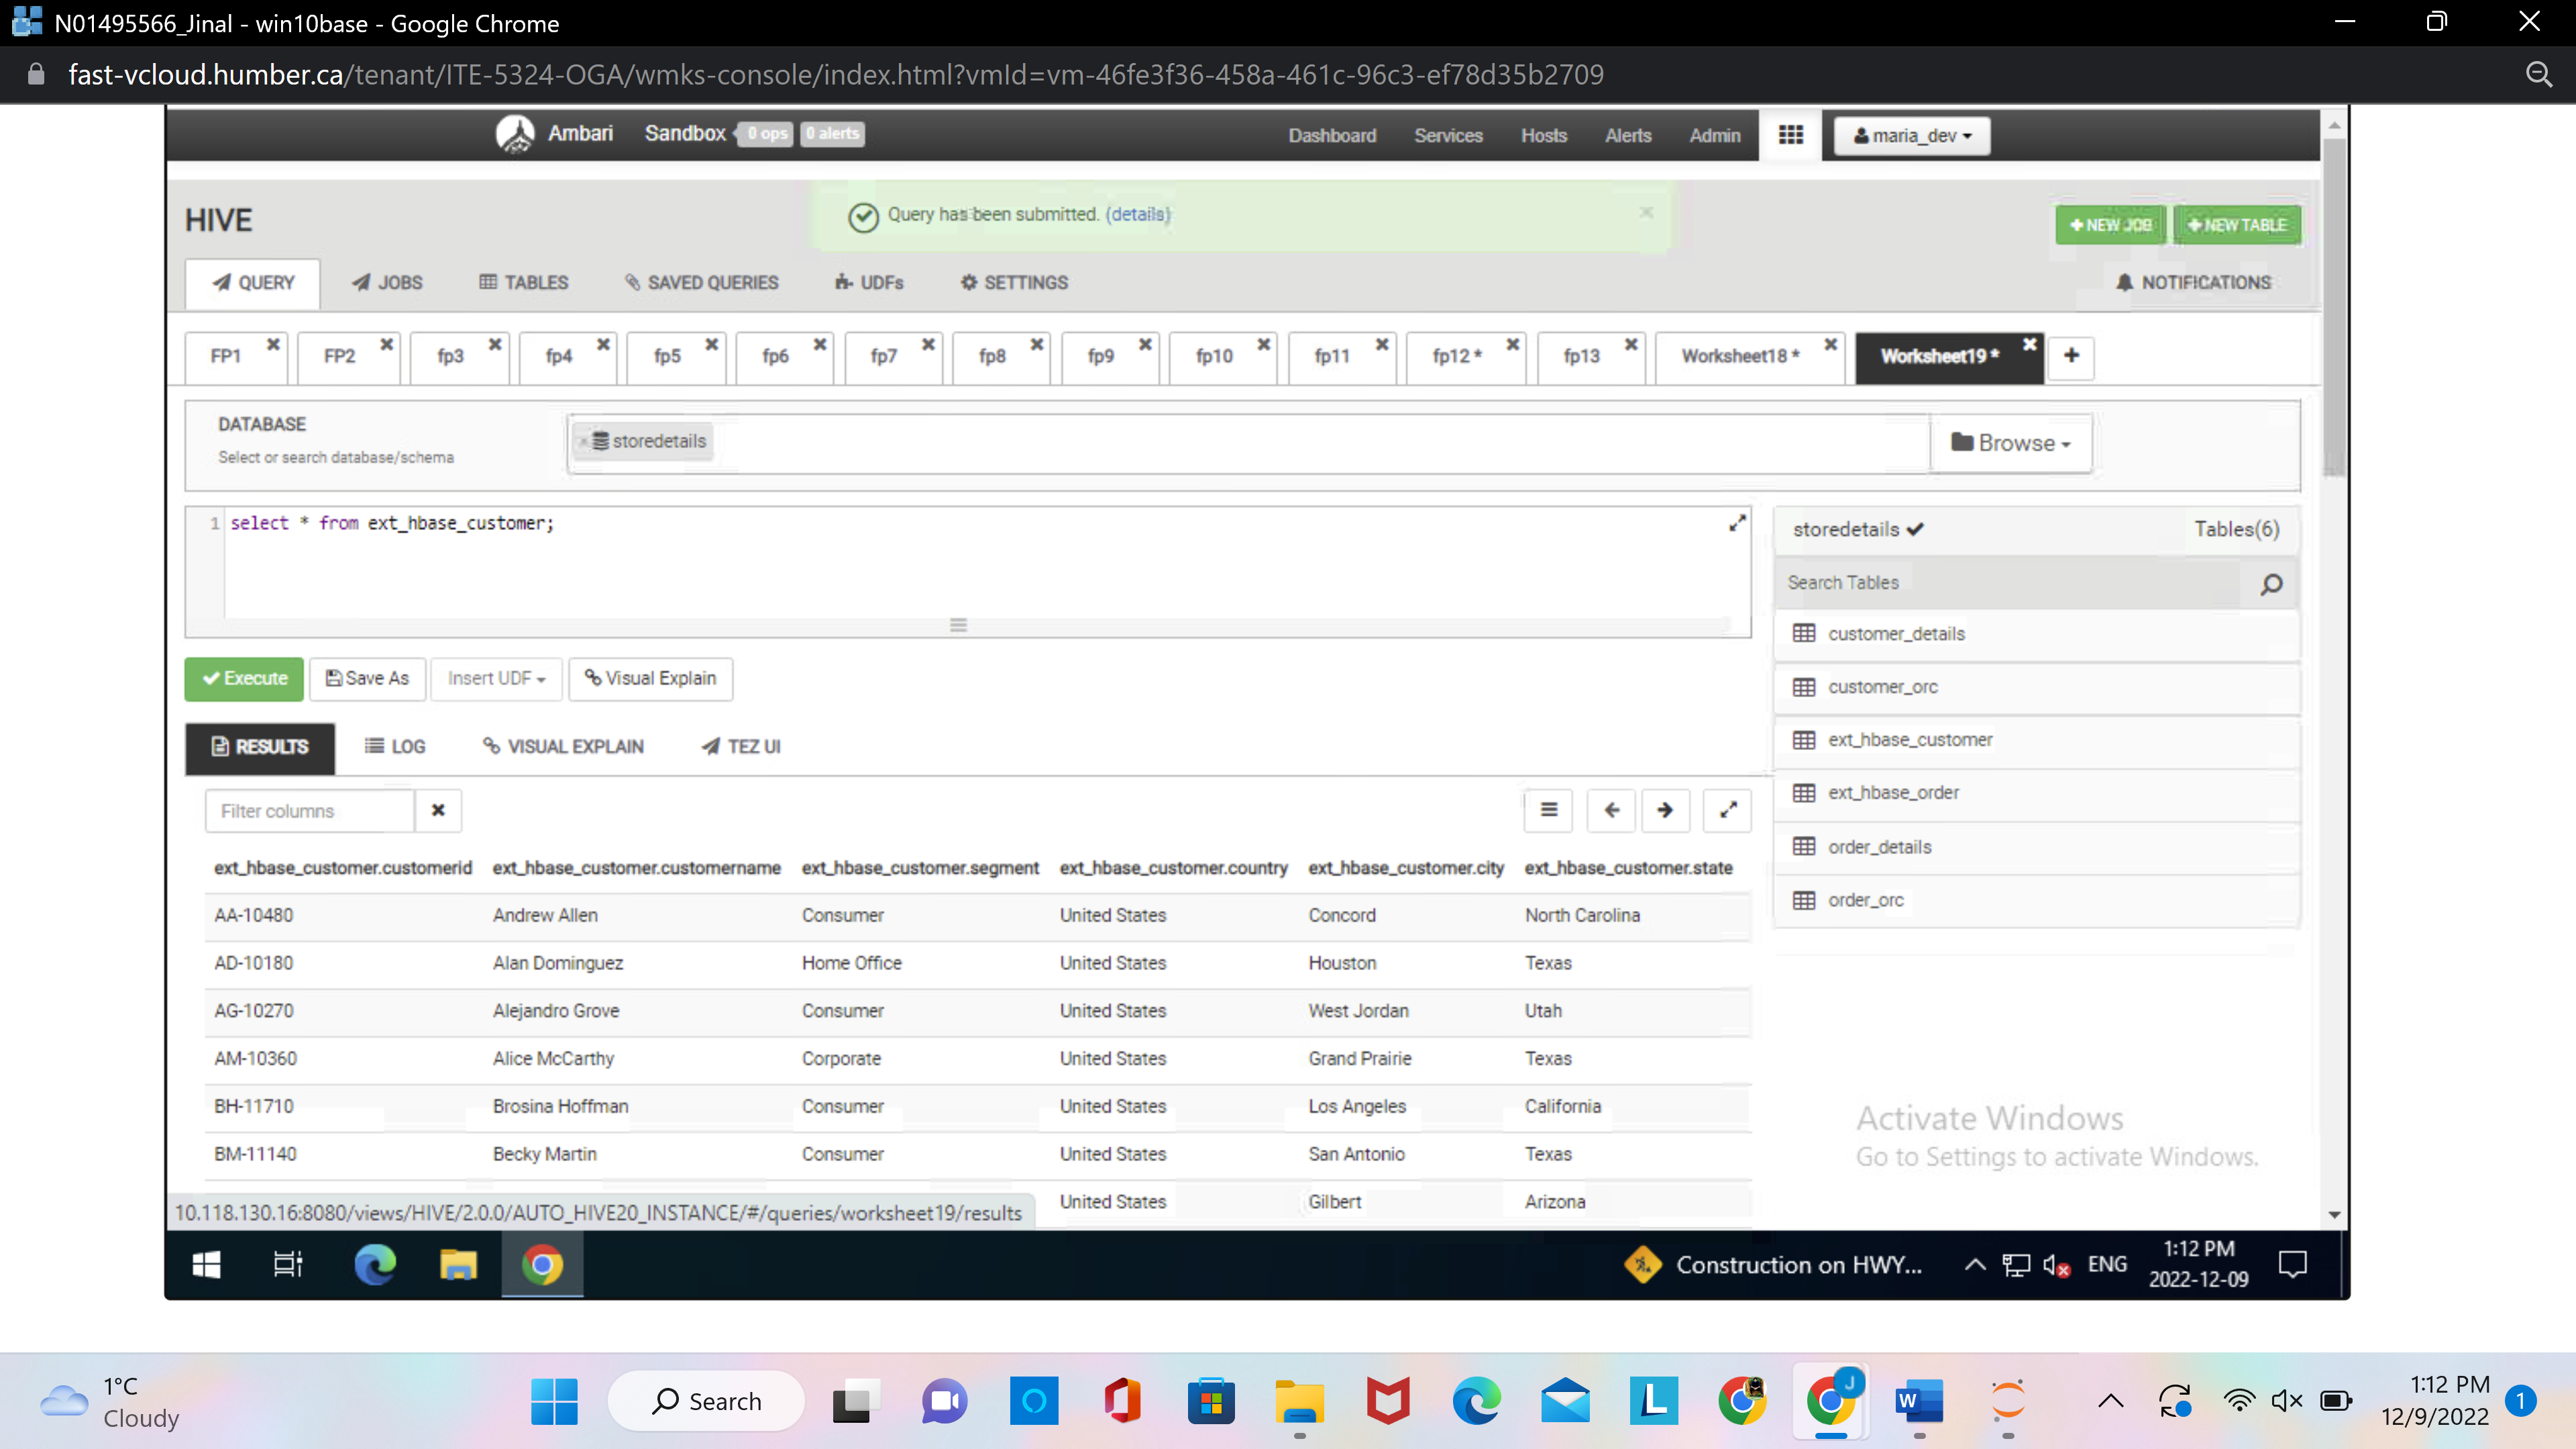 N01495566_Jinal - win10base - Google Chrome
fast-vcloud.humber.ca/tenant/ITE-5324-OGA/wmks-console/index.html?vmId=vm-46fe3f36-458a-461c-96c3-ef78d35b2709
Ambari Sandbox 0 ops 0 alerts Dashboard Services Hosts Alerts Admin maria_dev
HIVE
Query has been submitted. (details)
NEW JOB NEW TABLE
QUERY JOBS TABLES SAVED QUERIES UDFs SETTINGS NOTIFICATIONS
FP1 FP2 fp3 fp4 fp5 fp6 fp7 fp8 fp9 fp10 fp11 fp12 * fp13 Worksheet18 * Worksheet19 * +
DATABASE
Select or search database/schema
storedetails
Browse
1 select * from ext_hbase_customer;
Execute Save As Insert UDF Visual Explain
RESULTS LOG VISUAL EXPLAIN TEZ UI
Filter columns
ext_hbase_customer.customerid ext_hbase_customer.customername ext_hbase_customer.segment ext_hbase_customer.country ext_hbase_customer.city ext_hbase_customer.state
AA-10480 Andrew Allen Consumer United States Concord North Carolina
AD-10180 Alan Dominguez Home Office United States Houston Texas
AG-10270 Alejandro Grove Consumer United States West Jordan Utah
AM-10360 Alice McCarthy Corporate United States Grand Prairie Texas
BH-11710 Brosina Hoffman Consumer United States Los Angeles California
BM-11140 Becky Martin Consumer United States San Antonio Texas
United States Gilbert Arizona
10.118.130.16:8080/views/HIVE/2.0.0/AUTO_HIVE20_INSTANCE/#/queries/worksheet19/results
storedetails Tables(6)
Search Tables
customer_details
customer_orc
ext_hbase_customer
ext_hbase_order
order_details
order_orc
Activate Windows
Go to Settings to activate Windows.
Construction on HWY... ENG
1:12 PM
2022-12-09
1°C
Cloudy
Search
J
W
L
1:12 PM
12/9/2022
1